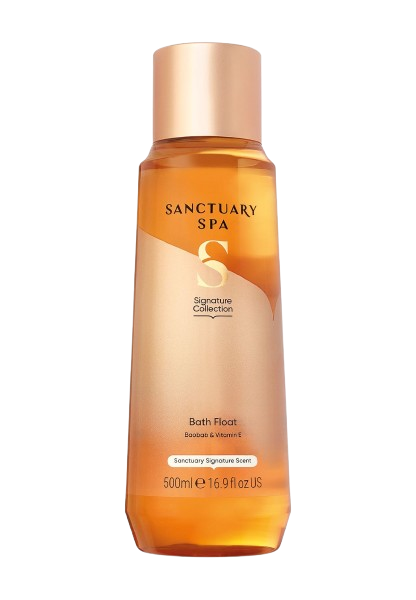 SANCTUARY
SPA
S
Signature
Collection
Bath Float
Baobab & Vitamin E
Sanctuary Signature Scent
500ml ℮ 16.9 fl oz US